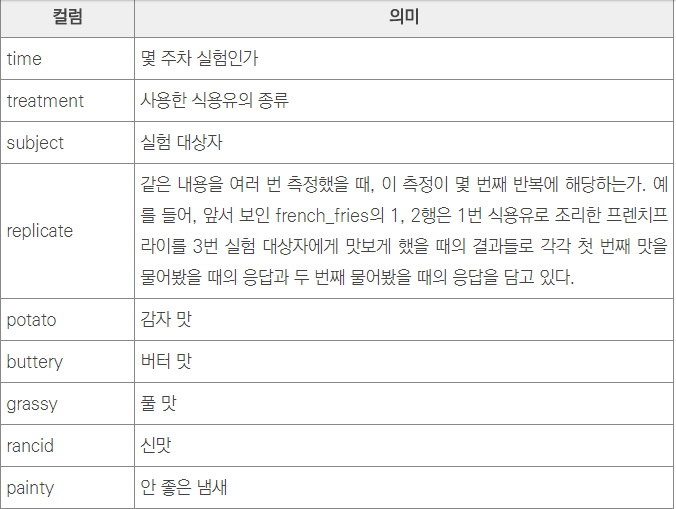 컬럼 의미
time 몇 주차 실험인가
treatment 사용한 식용유의 종류
subject 실험 대상자
같은 내용을 여러 번 측정했을 때, 이 측정이 몇 번째 반복에 해당하는가. 예
를 들어, 앞서 보인 french_fries의 1, 2행은 1번 식용유로 조리한 프렌치프
replicate
라이를 3번 실험 대상자에게 맛보게 했을 때의 결과들로 각각 첫 번째 맛을
물어봤을 때의 응답과 두 번째 물어봤을 때의 응답을 담고 있다.
potato 감자 맛
buttery 버터 맛
grassy 풀 맛
rancid 신맛
painty 안 좋은 냄새